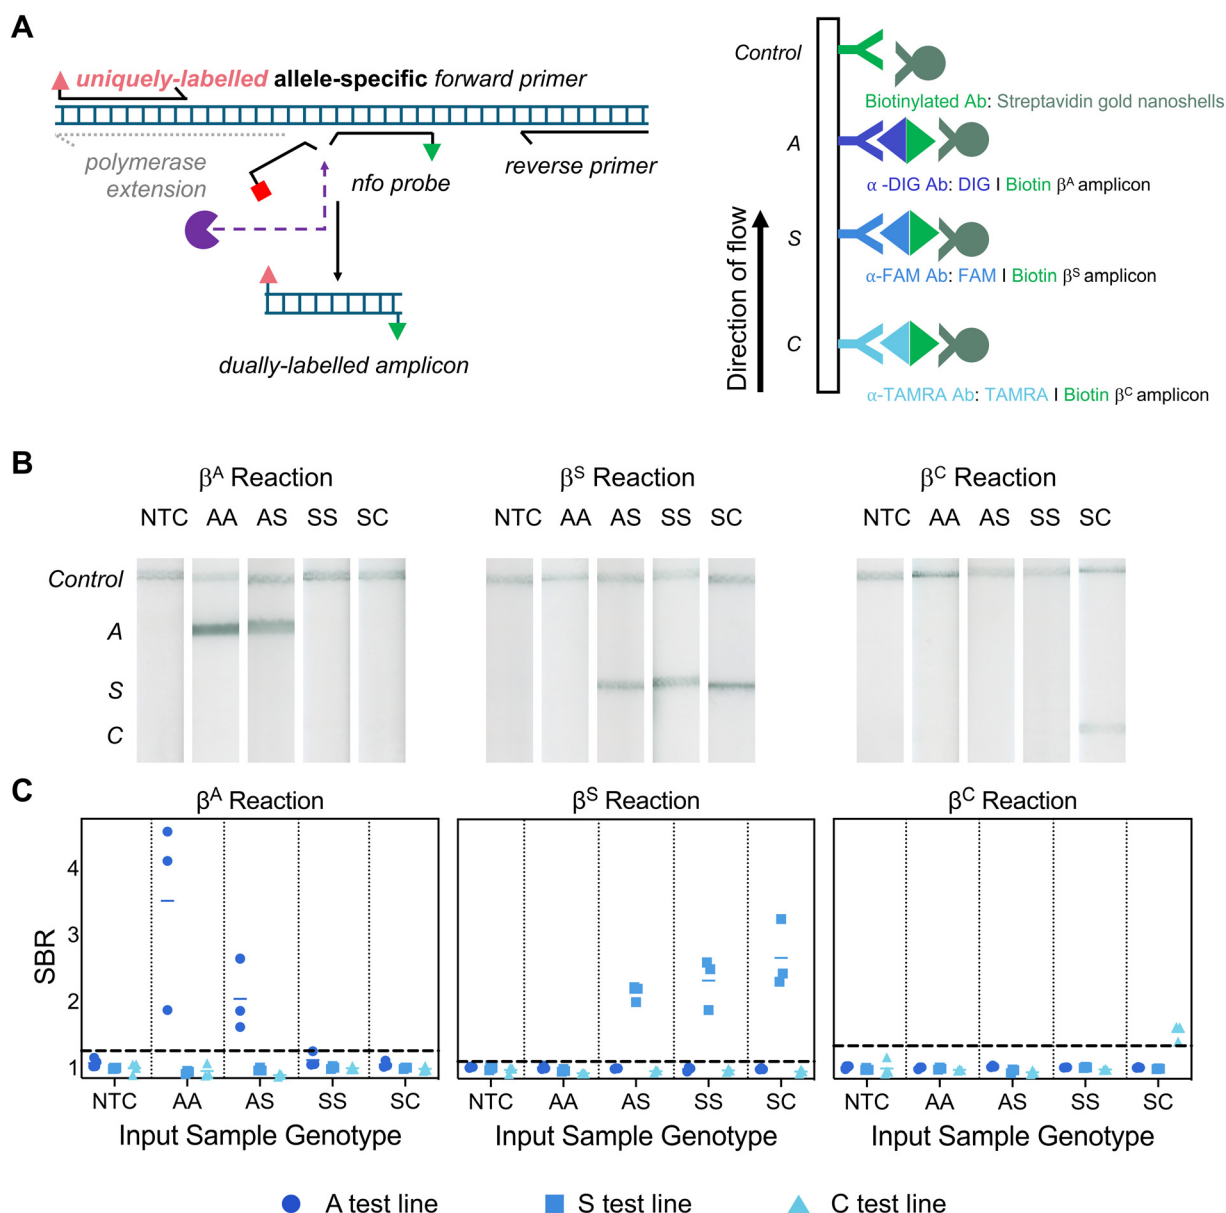 A
uniquely-labelled allele-specific forward primer
polymerase
extension
nfo probe
reverse primer
dually-labelled amplicon
Direction of flow
Control
Biotinylated Ab: Streptavidin gold nanoshells
A
α -DIG Ab: DIG I Biotin βᴬ amplicon
S
α-FAM Ab: FAM I Biotin βˢ amplicon
C
α-TAMRA Ab: TAMRA I Biotin βᶜ amplicon
B
βᴬ Reaction
NTC AA AS SS SC
βˢ Reaction
NTC AA AS SS SC
βᶜ Reaction
NTC AA AS SS SC
Control
A
S
C
C
βᴬ Reaction
βˢ Reaction
βᶜ Reaction
SBR
4
3
2
1
NTC AA AS SS SC
NTC AA AS SS SC
NTC AA AS SS SC
Input Sample Genotype
Input Sample Genotype
Input Sample Genotype
A test line
S test line
C test line